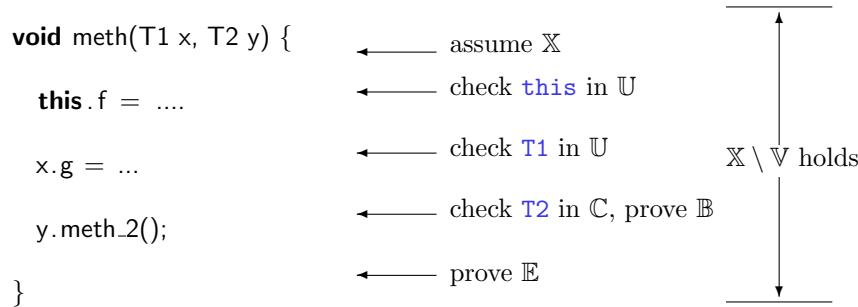 void meth(T1 x, T2 y) {
assume 𝕏
this.f = ....
check this in 𝕌
x.g = ...
check T1 in 𝕌
𝕏 \ 𝕍 holds
y.meth_2();
check T2 in ℂ, prove 𝔹
}
prove 𝔼